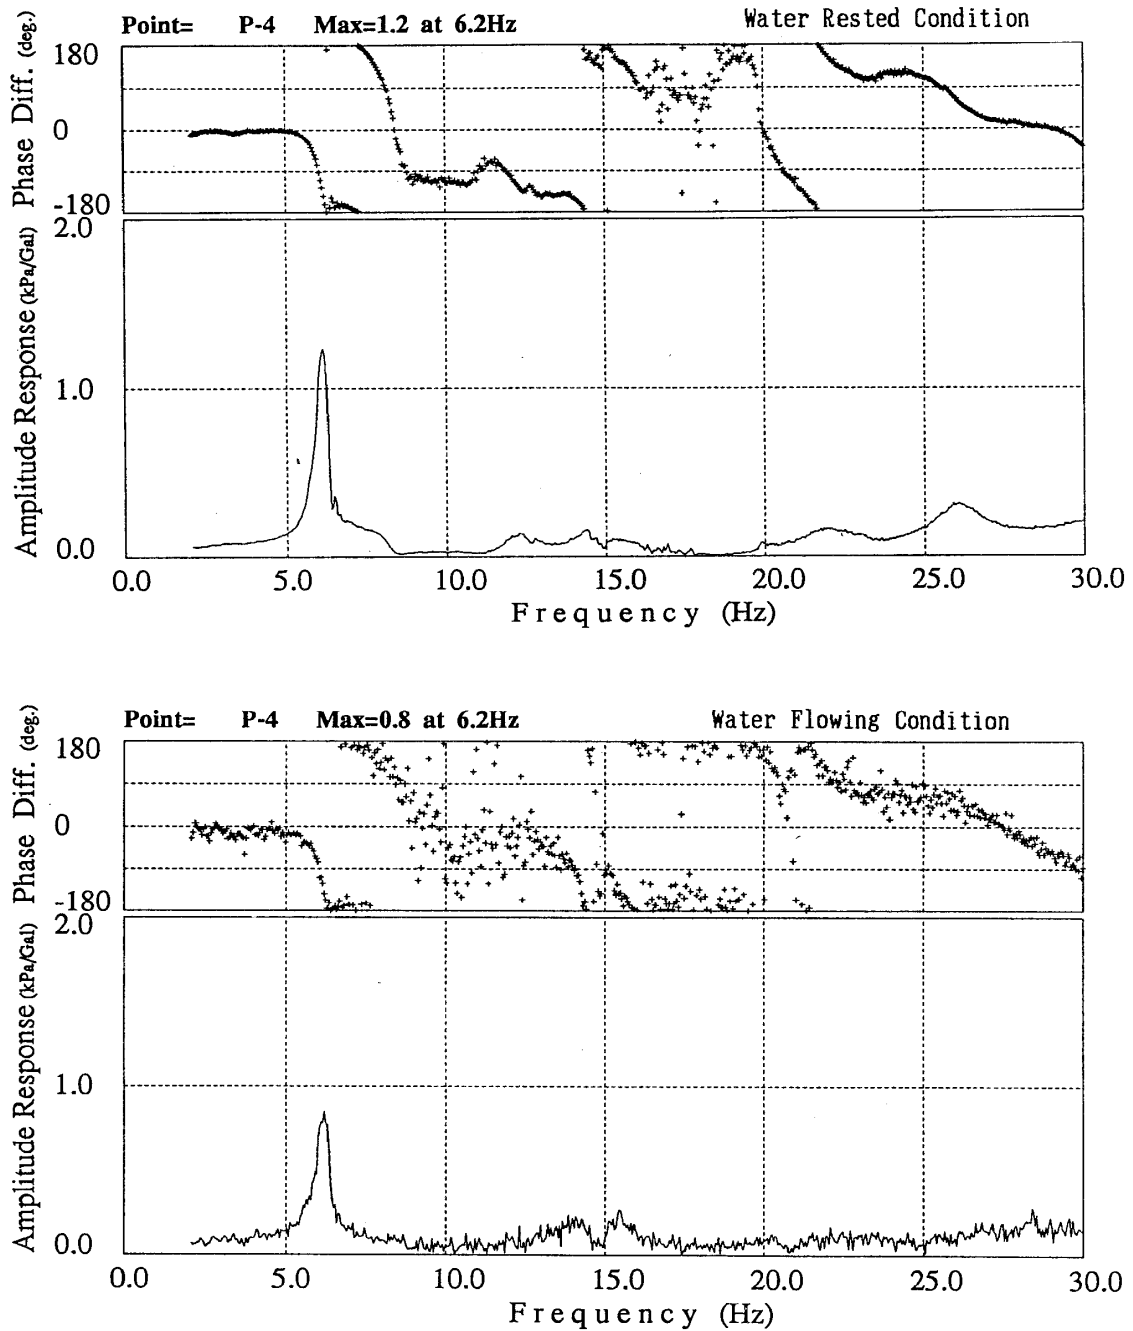 Point= P-4 Max=1.2 at 6.2Hz Water Rested Condition
Phase Diff. (deg.)
180
0
-180
Amplitude Response (kPa/Gal)
2.0
1.0
0.0
0.0 5.0 10.0 15.0 20.0 25.0 30.0
Frequency (Hz)
Point= P-4 Max=0.8 at 6.2Hz Water Flowing Condition
Phase Diff. (deg.)
180
0
-180
Amplitude Response (kPa/Gal)
2.0
1.0
0.0
0.0 5.0 10.0 15.0 20.0 25.0 30.0
Frequency (Hz)